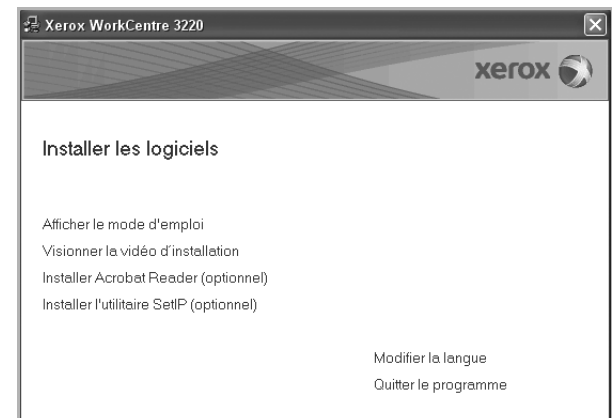 Xerox WorkCentre 3220
xerox
Installer les logiciels
Afficher le mode d'emploi
Visionner la vidéo d'installation
Installer Acrobat Reader (optionnel)
Installer l'utilitaire SetIP (optionnel)
Modifier la langue
Quitter le programme